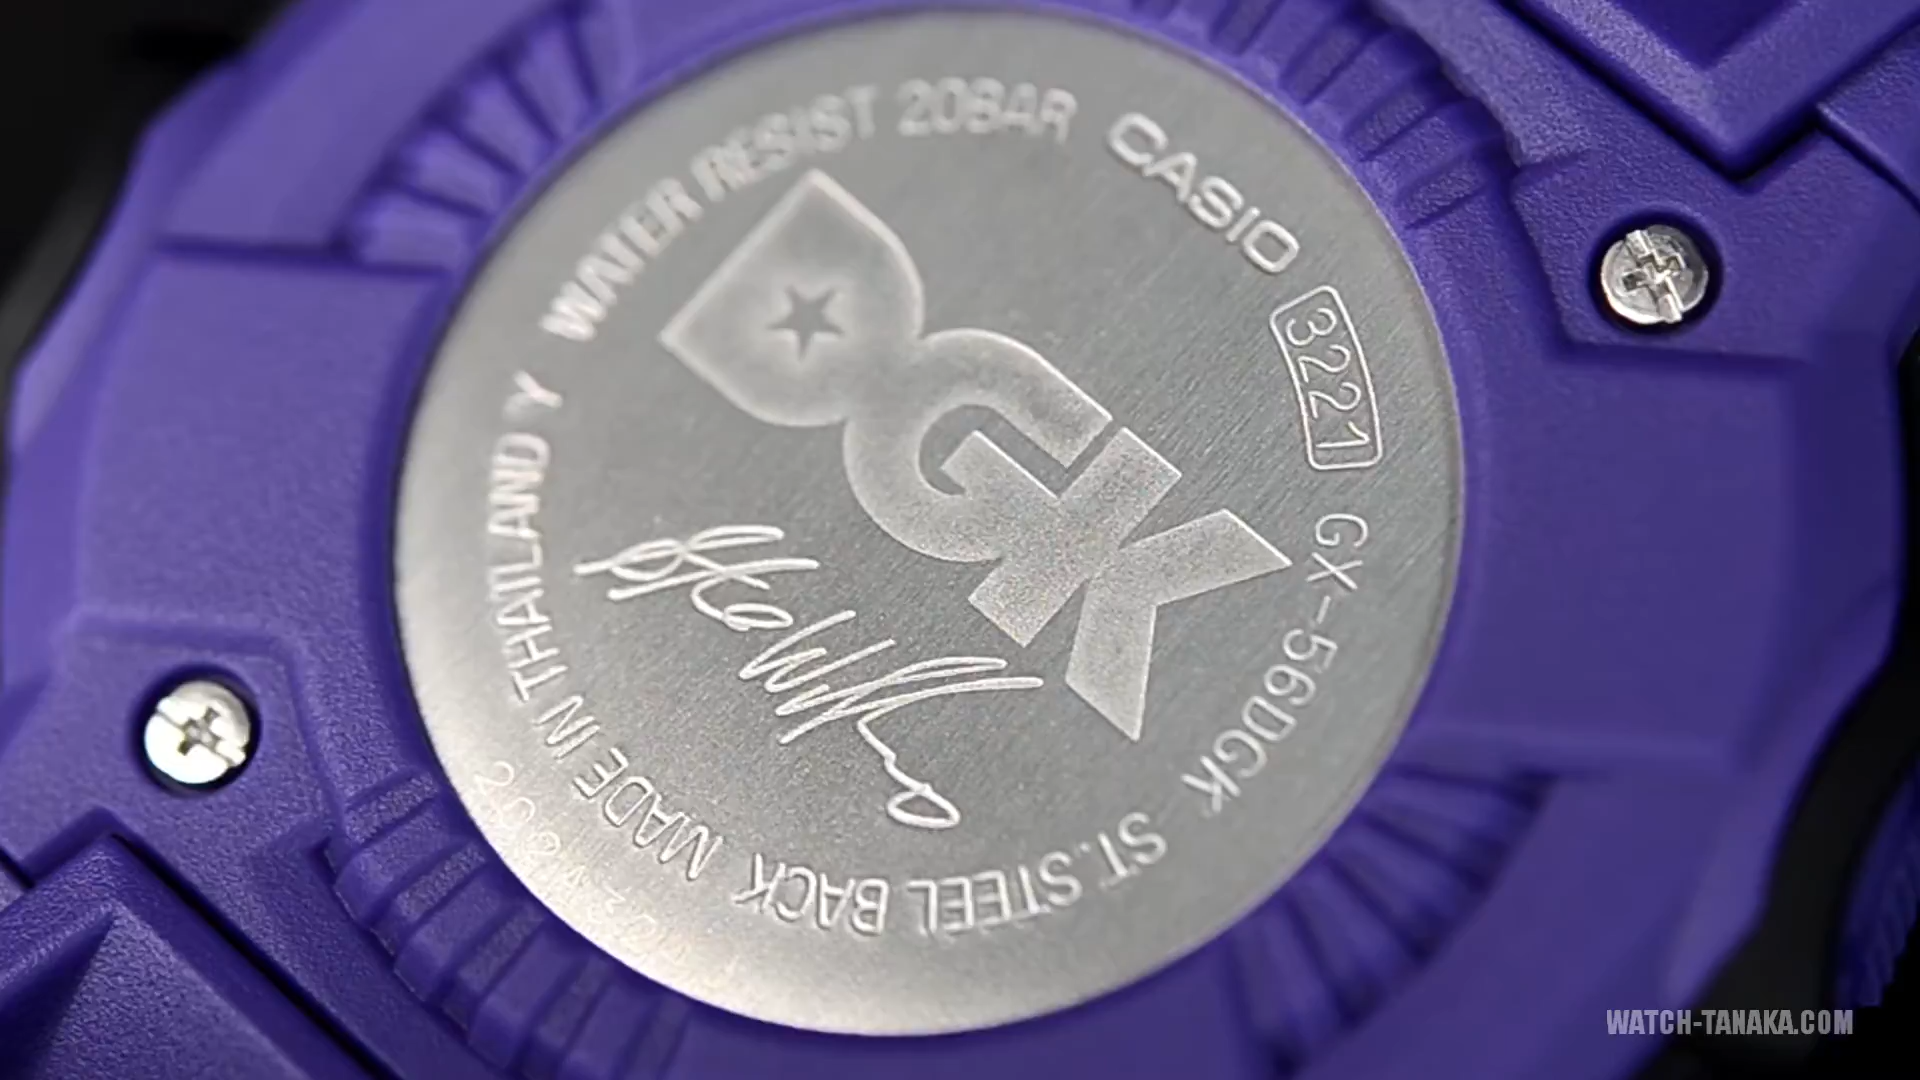 WATER RESIST 20BAR
CASIO
3221
GX-56DGK
ST.STEEL BACK
MADE IN THAILAND Y
DGK
WATCH-TANAKA.COM